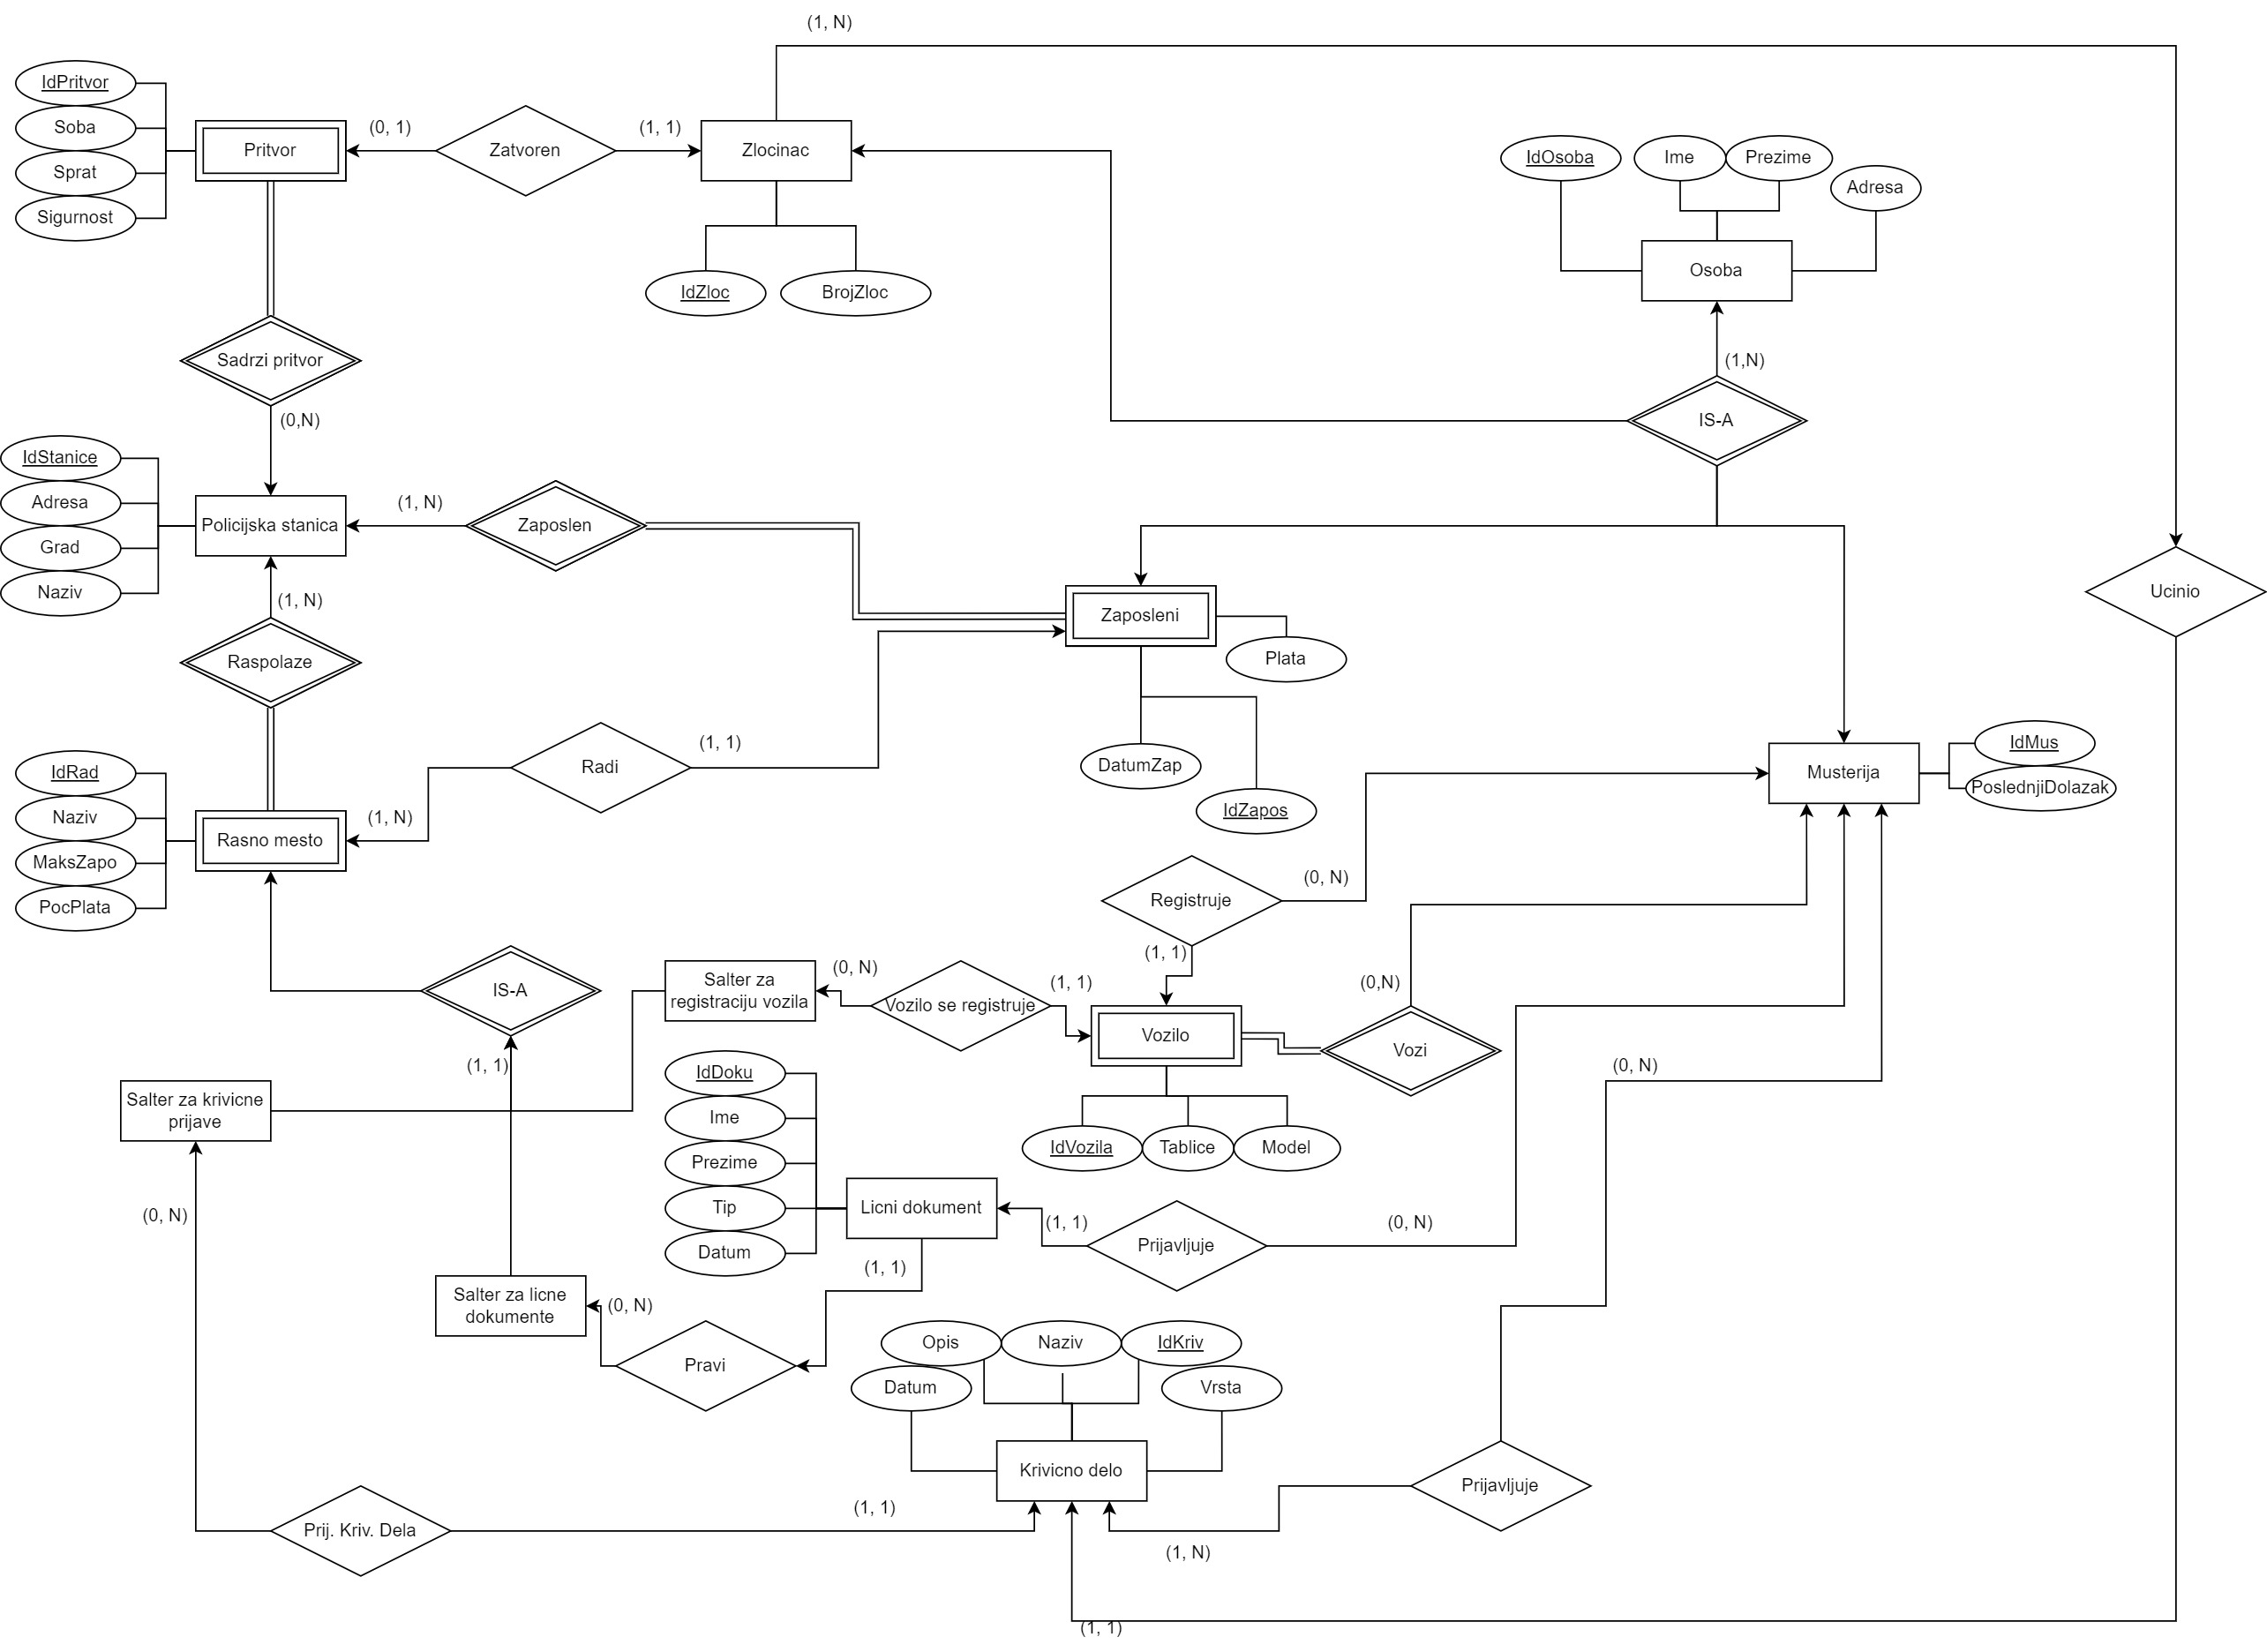 (1, N)
IdPritvor
Soba
Sprat
Sigurnost
Pritvor
(0, 1)
Zatvoren
(1, 1)
Zlocinac
IdZloc
BrojZloc
IdOsoba
Ime
Prezime
Adresa
Osoba
(1,N)
IS-A
Sadrzi pritvor
(0,N)
IdStanice
Adresa
Grad
Naziv
Policijska stanica
(1, N)
Zaposlen
Zaposleni
Plata
DatumZap
IdZapos
Ucinio
(1, N)
Raspolaze
Radi
(1, 1)
(1, N)
IdRad
Naziv
MaksZapo
PocPlata
Rasno mesto
Musterija
IdMus
PoslednjiDolazak
Registruje
(0, N)
(1, 1)
IS-A
(1, 1)
Salter za
registraciju vozila
(0, N)
Vozilo se registruje
(1, 1)
Vozilo
(0,N)
Vozi
IdVozila
Tablice
Model
Salter za krivicne
prijave
(0, N)
IdDoku
Ime
Prezime
Tip
Datum
Licni dokument
(1, 1)
Prijavljuje
(0, N)
(0, N)
(1, 1)
Salter za licne
dokumente
(0, N)
Pravi
Opis
Naziv
IdKriv
Datum
Vrsta
Krivicno delo
Prijavljuje
Prij. Kriv. Dela
(1, 1)
(1, N)
(1, 1)